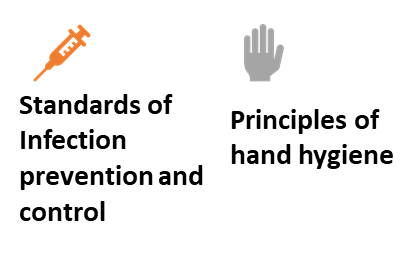 Standards of
Infection
prevention and
control
Principles of
hand hygiene